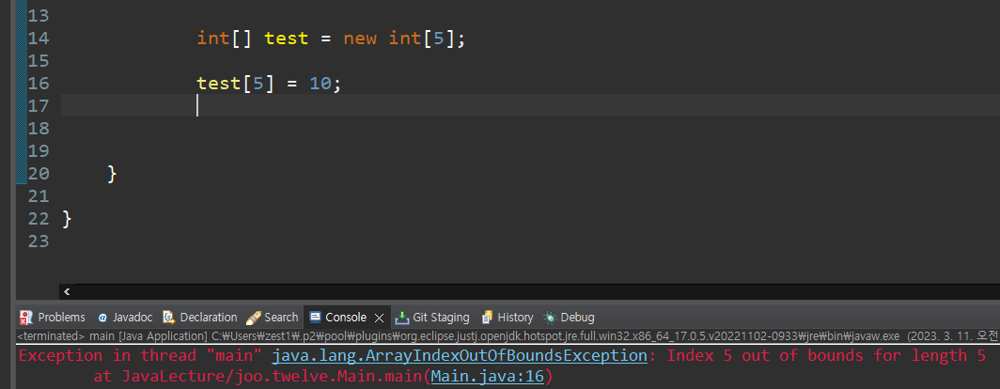 13
14 int[] test = new int[5];
15
16 test[5] = 10;
17
18
19
20 }
21
22 }
23
<
Problems @ Javadoc Declaration Search Console Git Staging History Debug
<terminated> main [Java Application] C:₩Users₩zest1₩.p2₩pool₩plugins₩org.eclipse.justj.openjdk.hotspot.jre.full.win32.x86_64_17.0.5.v20221102-0933₩jre₩bin₩javaw.exe (2023. 3. 11. 오전
Exception in thread "main" java.lang.ArrayIndexOutOfBoundsException: Index 5 out of bounds for length 5
at JavaLecture/joo.twelve.Main.main(Main.java:16)